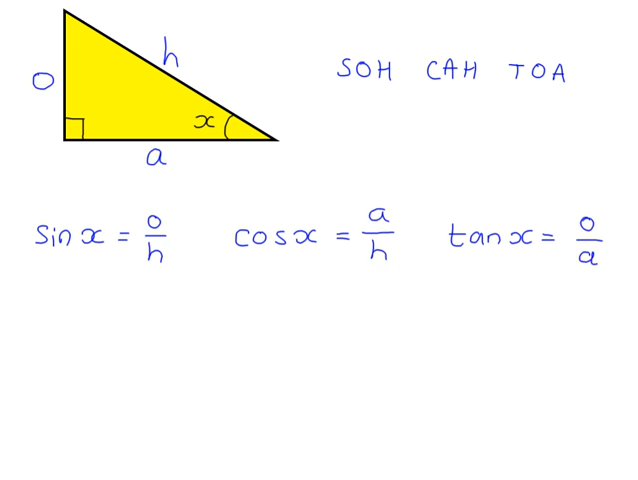 h
SOH CAH TOA
o
x
a
sin x = o/h cos x = a/h tan x = o/a